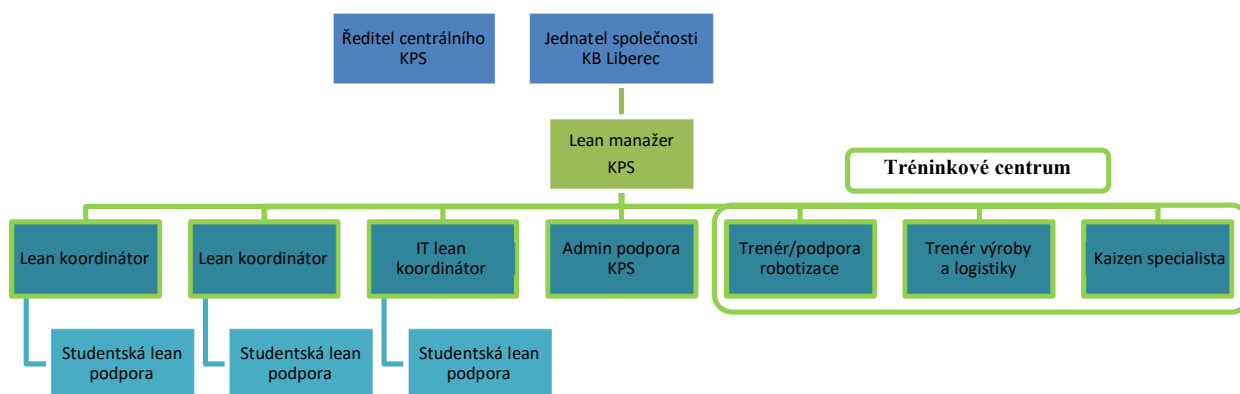 Ředitel centrálního
KPS
Jednatel společnosti
KB Liberec
Lean manažer
KPS
Tréninkové centrum
Lean koordinátor
Lean koordinátor
IT lean
koordinátor
Admin podpora
KPS
Trenér/podpora
robotizace
Trenér výroby
a logistiky
Kaizen specialista
Studentská lean
podpora
Studentská lean
podpora
Studentská lean
podpora